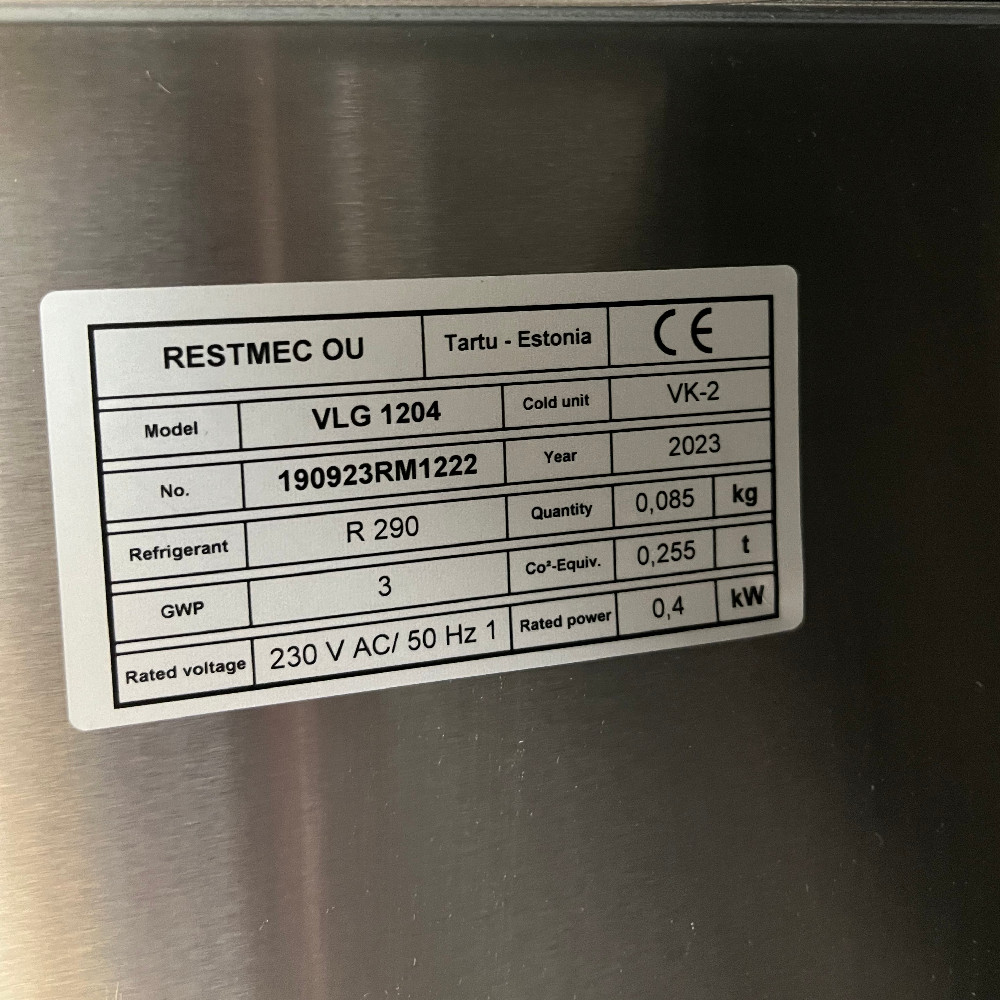 RESTMEC OU Tartu - Estonia CE
Model VLG 1204 Cold unit VK-2
No. 190923RM1222 Year 2023
Refrigerant R 290 Quantity 0,085 kg
GWP 3 Co²-Equiv. 0,255 t
Rated voltage 230 V AC/ 50 Hz 1 Rated power 0,4 kW